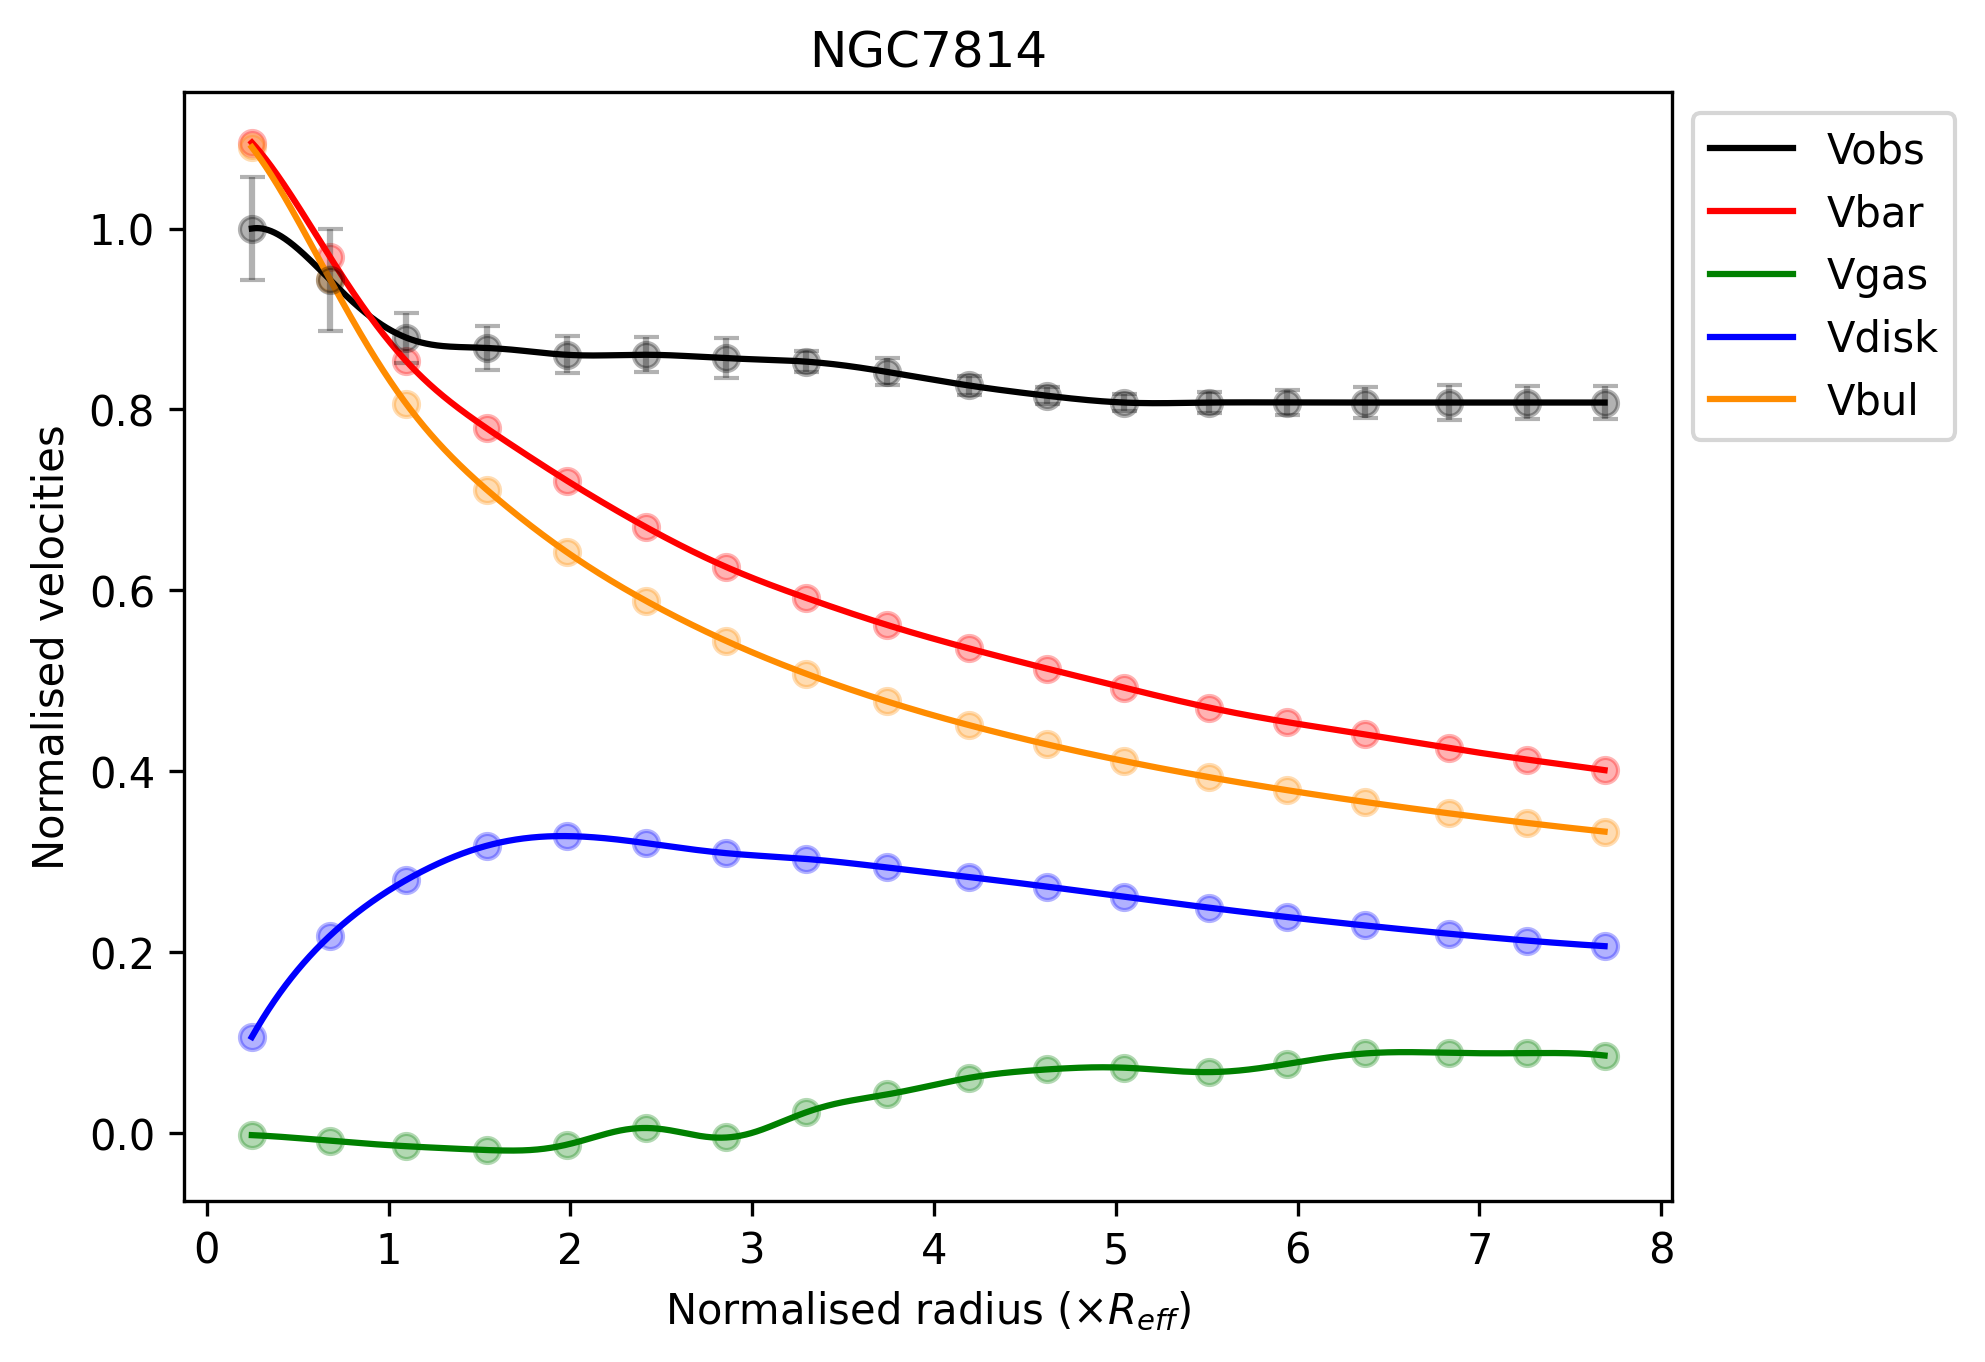 NGC7814
Normalised velocities
1.0
0.8
0.6
0.4
0.2
0.0
0 1 2 3 4 5 6 7 8
Normalised radius (×R_eff)
Vobs
Vbar
Vgas
Vdisk
Vbul